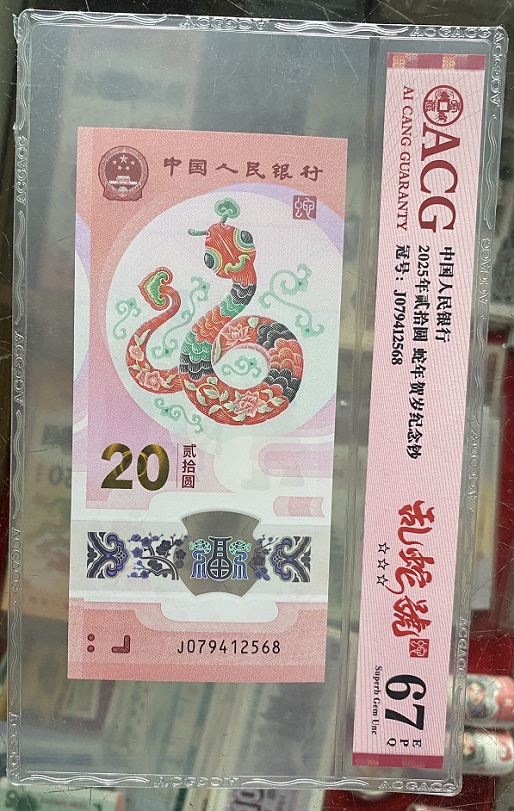 中国人民银行
20
贰拾圆
J079412568
ACG
AI CANG GUARANTY
中国人民银行
2025年贰拾圆 蛇年贺岁纪念钞
冠号：J079412568
乱蛇号
☆☆☆
67
EPQ
Superb Gem Unc